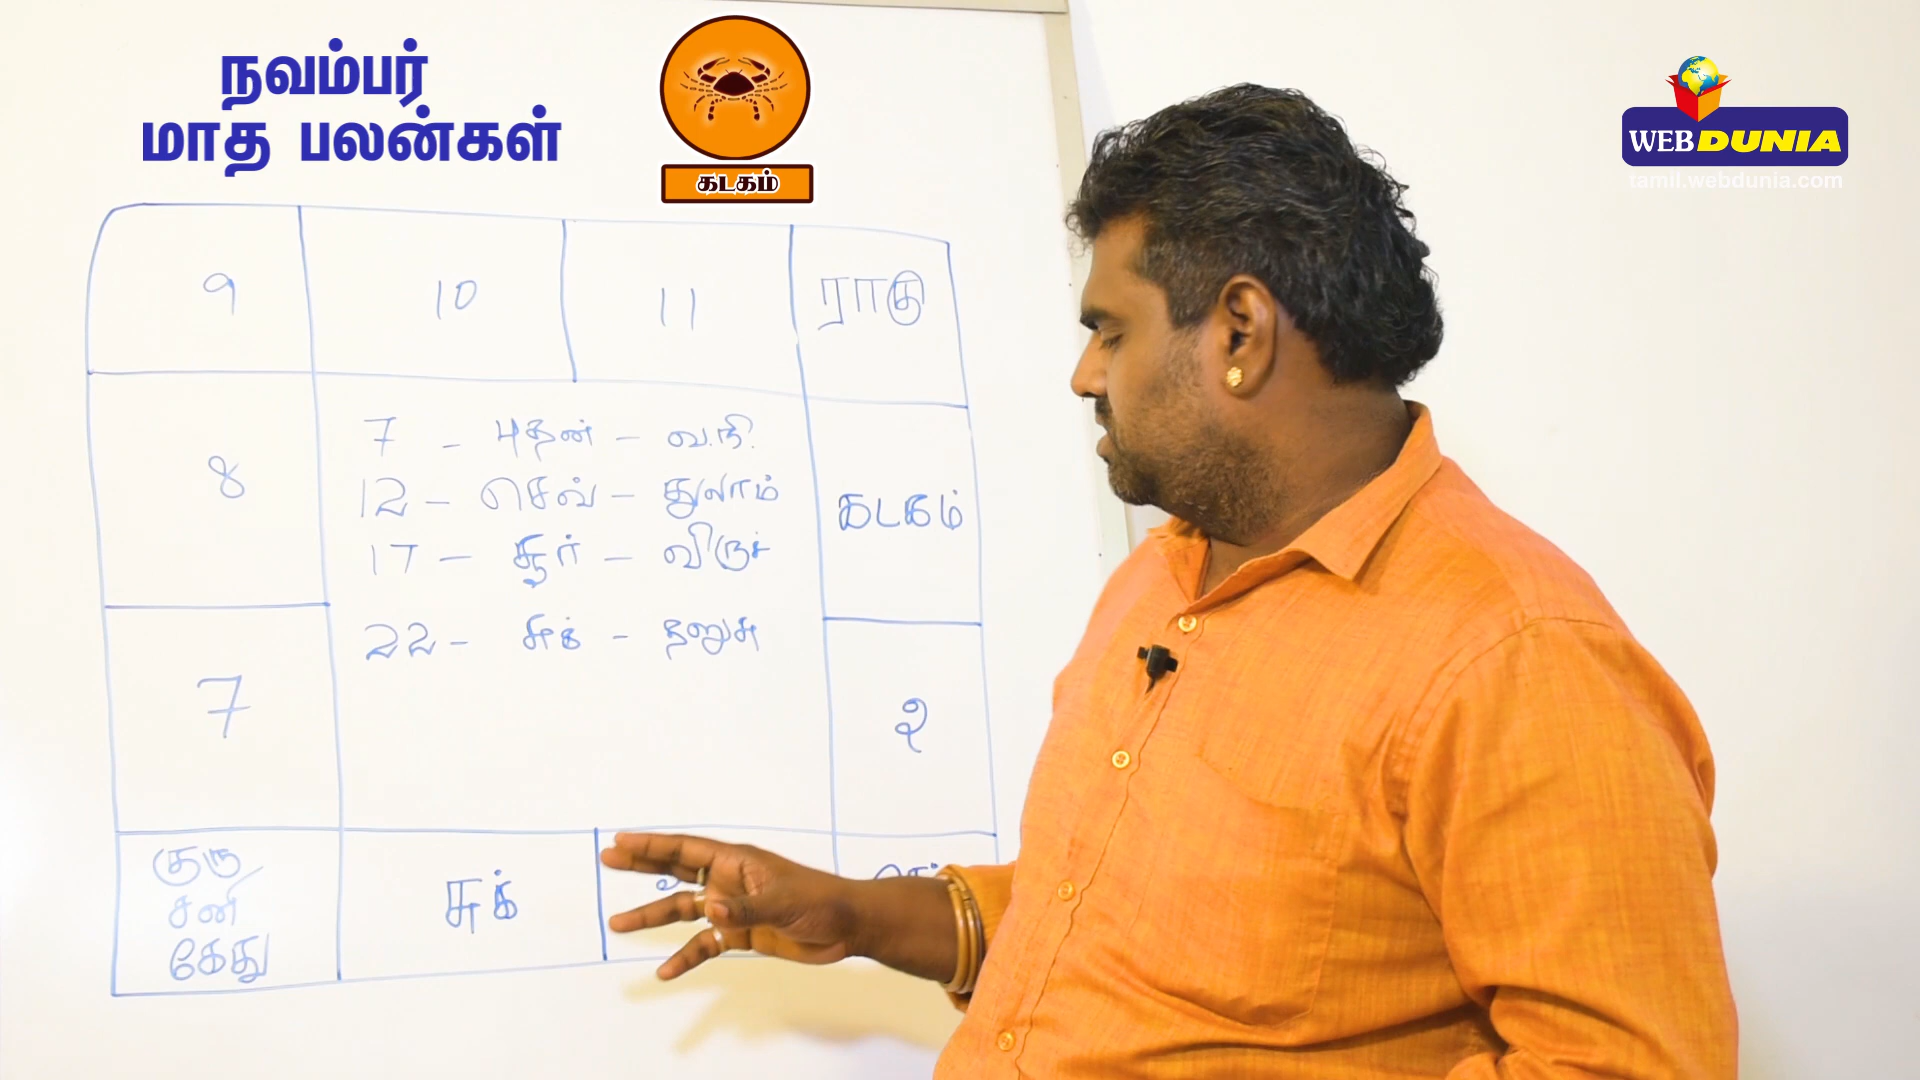 நவம்பர்
மாத பலன்கள்
கடகம்
WEBDUNIA
tamil.webdunia.com
9
10
11
ராகு
8
7 - புதன் - வ.நி.
12 - செவ் - துலாம்
17 - சூர் - விருச்
22 - சுக் - தனுசு
கடகம்
7
2
குரு
சனி
கேது
சுக்